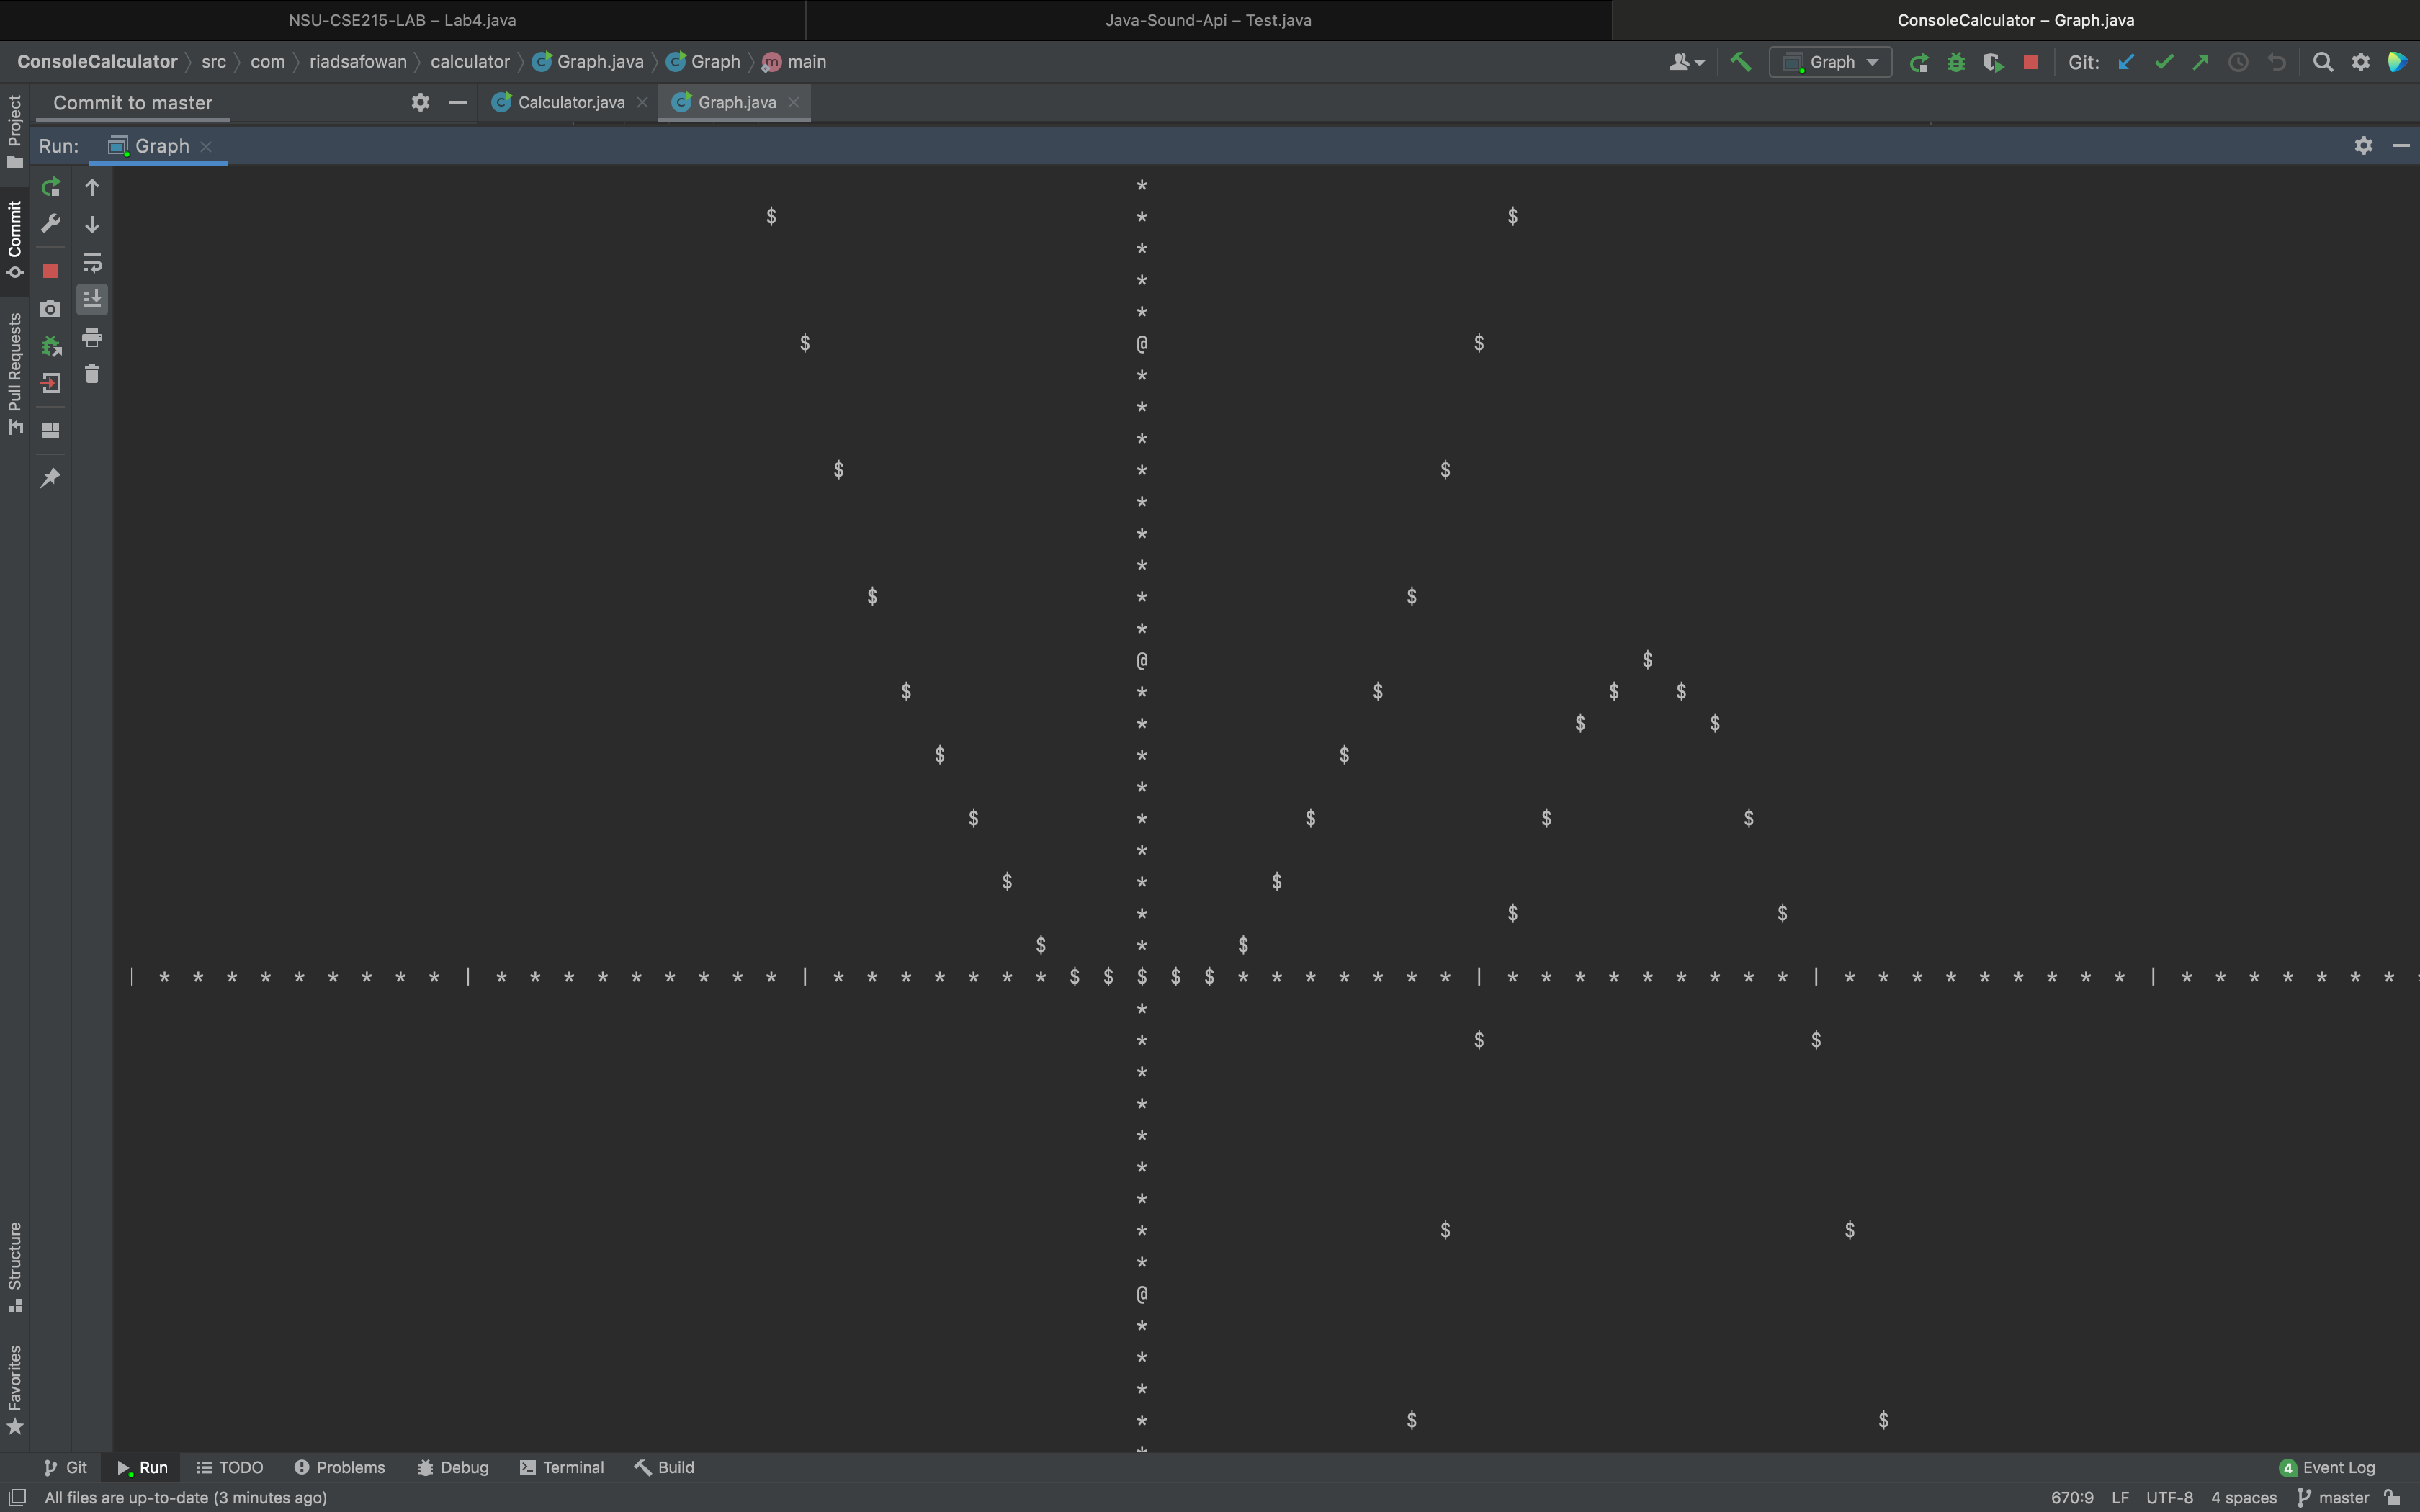 NSU-CSE215-LAB – Lab4.java
Java-Sound-Api – Test.java
ConsoleCalculator – Graph.java
ConsoleCalculator 〉 src 〉 com 〉 riadsafowan 〉 calculator 〉 Graph.java 〉 Graph 〉 main
Graph
Git:
Commit to master
Calculator.java
Graph.java
Run: Graph
Project
Commit
Pull Requests
Structure
Favorites
*
$ * $
*
*
*
$ @ $
*
*
*
$ * $
*
*
*
$ * $
*
@ $
$ * $ $ $
* $ $
$ * $
*
$ * $ $ $
*
$ * $
* $ $
$ * $
| * * * * * * * * * | * * * * * * * * * | * * * * * * * $ $ $ $ $ * * * * * * * | * * * * * * * * * | * * * * * * * * * | * * * * * * *
*
* $ $
*
*
*
*
*
* $ $
*
@
*
*
*
* $ $
*
Git
Run
TODO
Problems
Debug
Terminal
Build
4 Event Log
All files are up-to-date (3 minutes ago)
670:9 LF UTF-8 4 spaces master